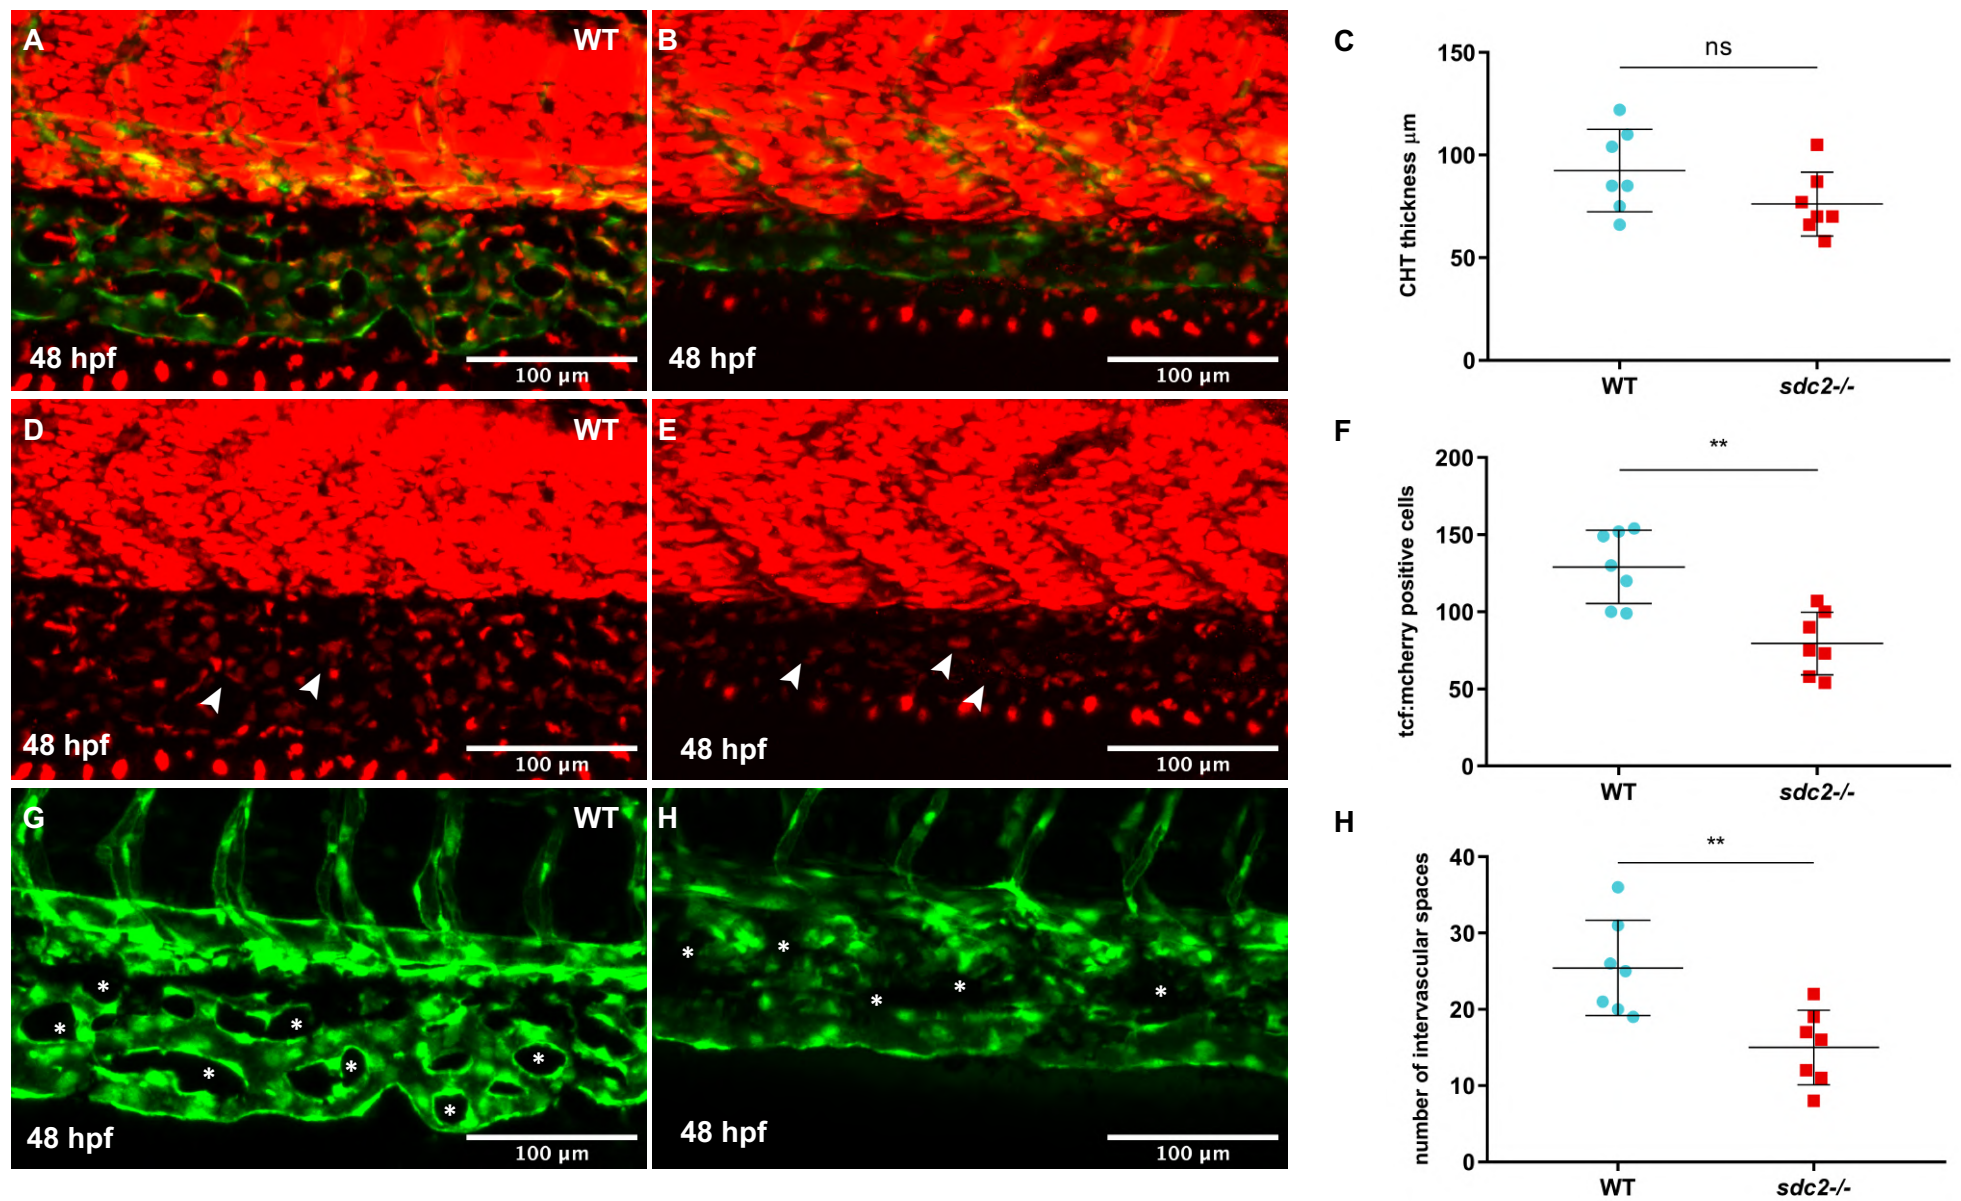 A
WT
48 hpf
100 μm
B
48 hpf
100 μm
C
ns
CHT thickness μm
150
100
50
0
WT
sdc2-/-
D
WT
48 hpf
100 μm
E
48 hpf
100 μm
F
**
tcf:mcherry positive cells
200
150
100
50
0
WT
sdc2-/-
G
WT
* * * * * * *
48 hpf
100 μm
H
* * * * *
48 hpf
100 μm
H
**
number of intervascular spaces
40
30
20
10
0
WT
sdc2-/-